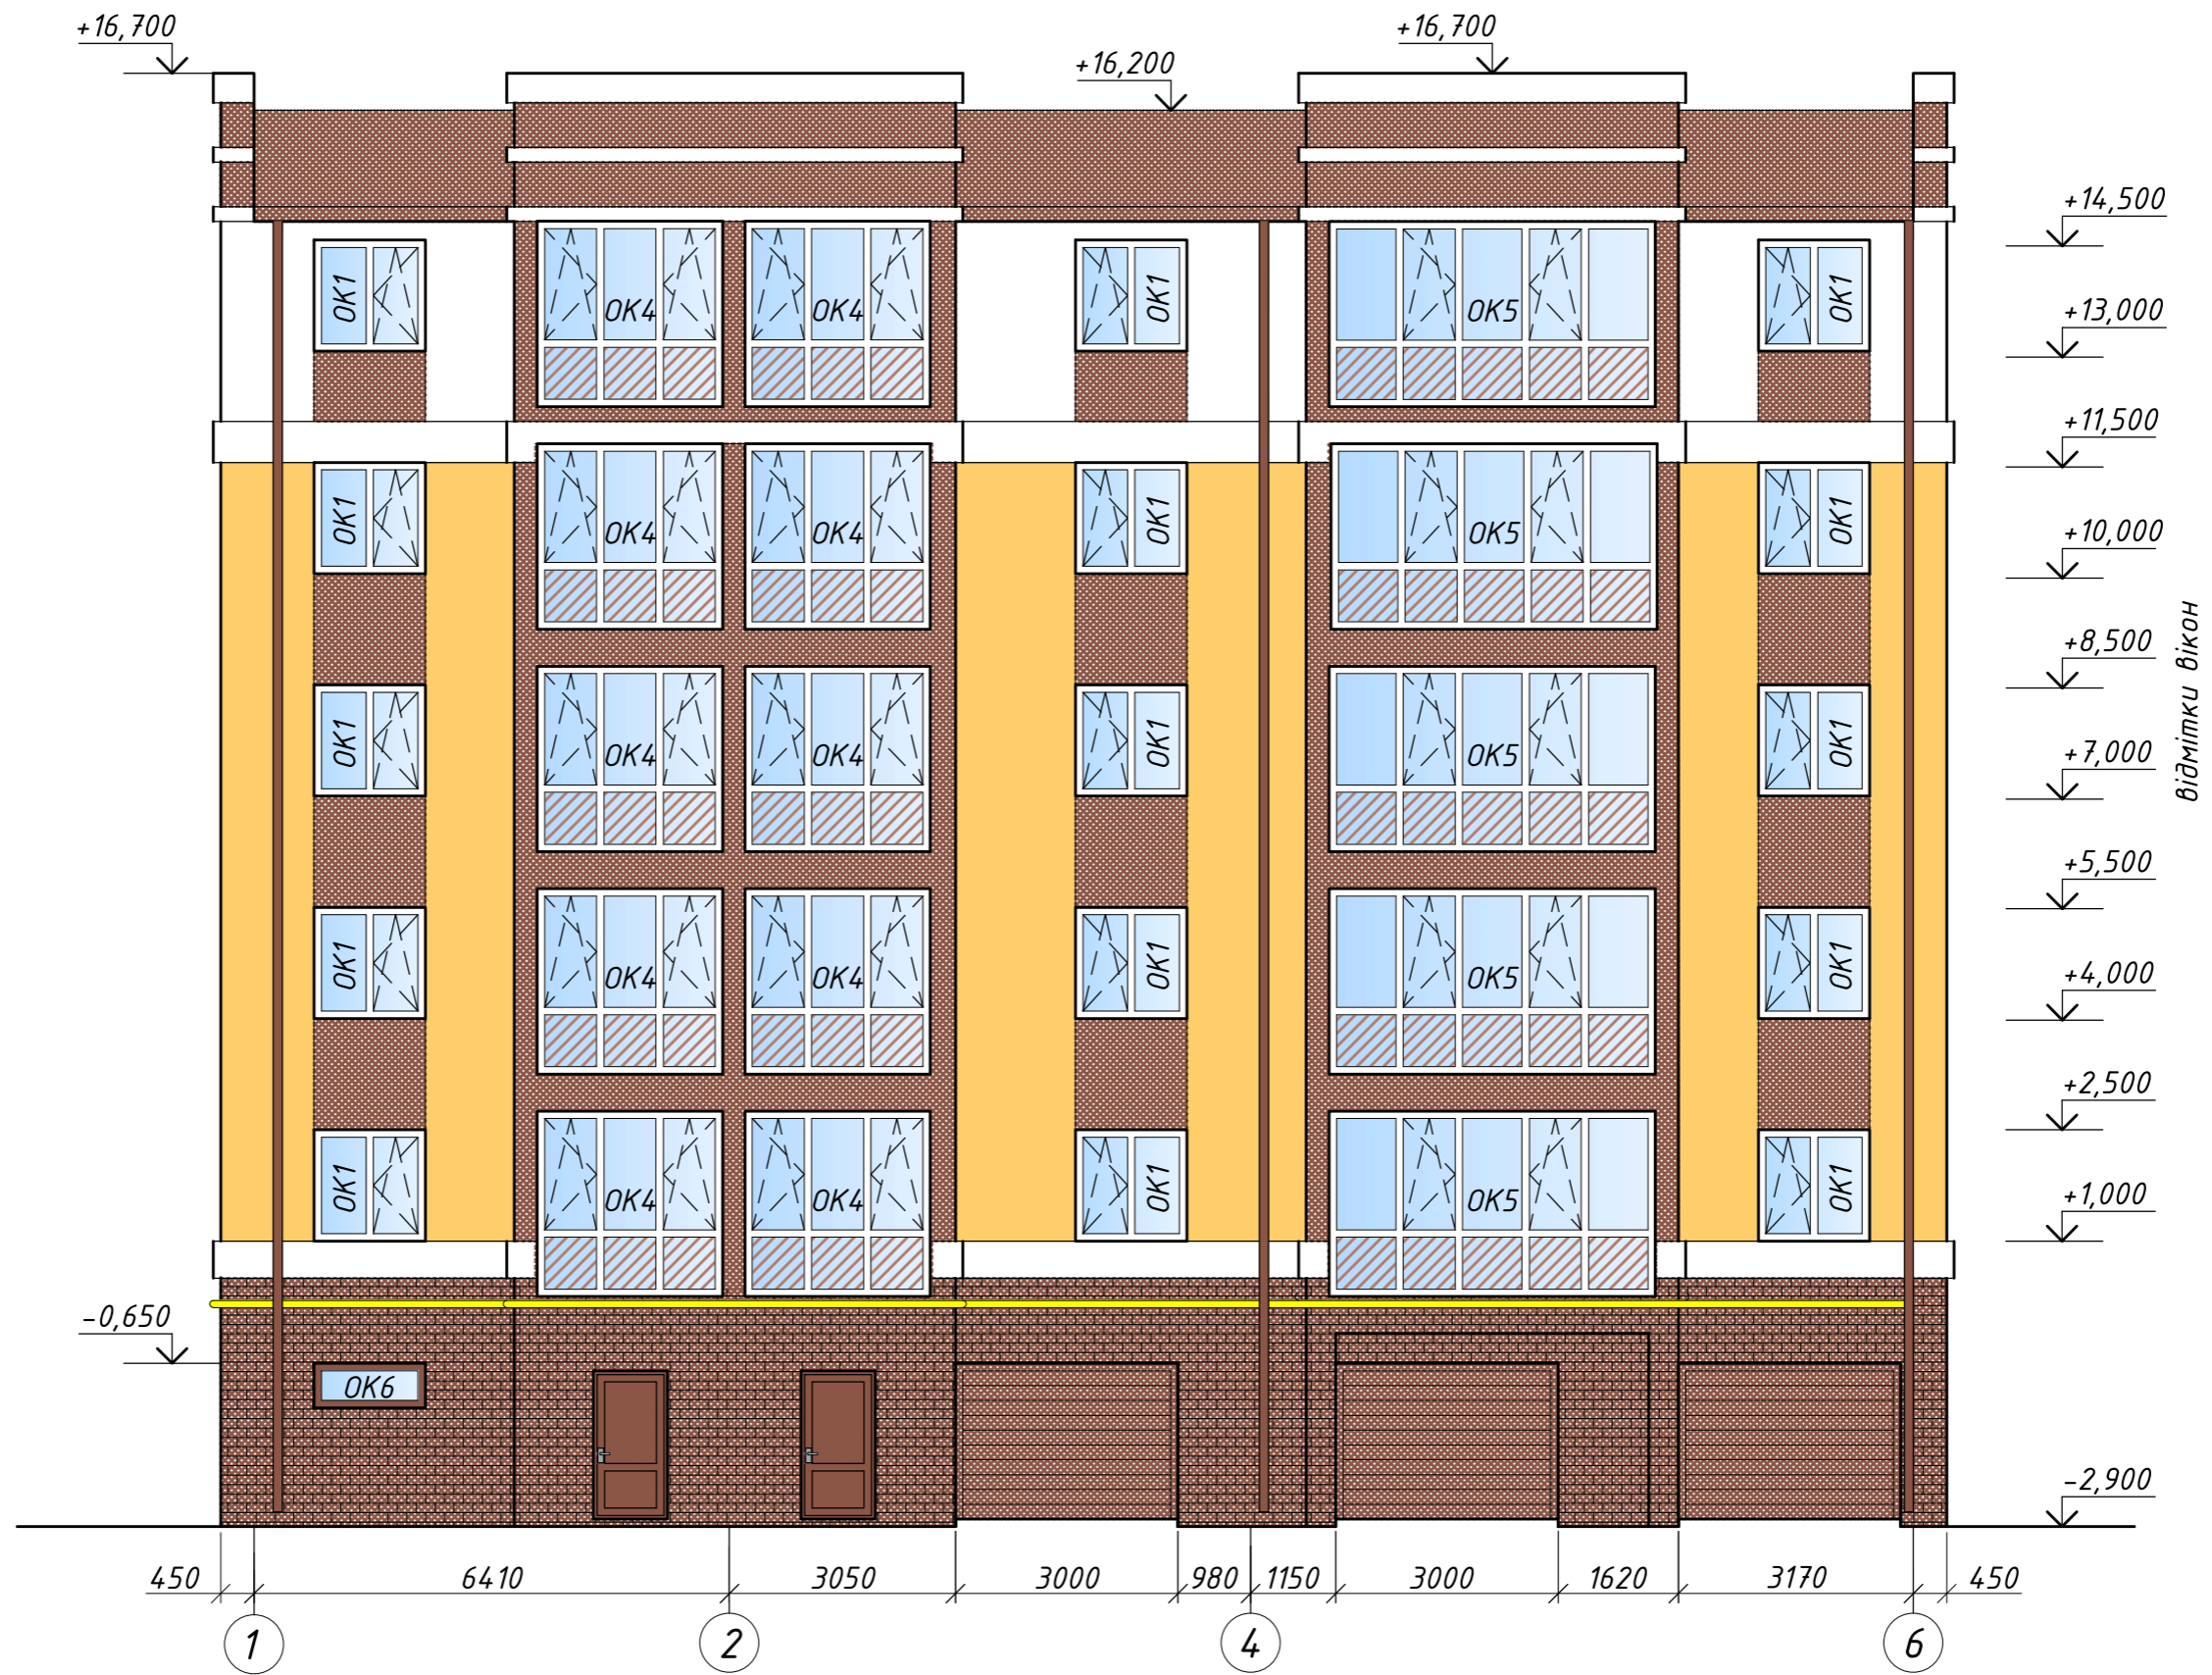 +16,700
+16,700
+16,200
+14,500
ОК1
ОК4
ОК4
ОК1
ОК5
ОК1
+13,000
+11,500
ОК1
ОК4
ОК4
ОК1
ОК5
ОК1
+10,000
+8,500
ОК1
ОК4
ОК4
ОК1
ОК5
ОК1
+7,000
Відмітки вікон
+5,500
ОК1
ОК4
ОК4
ОК1
ОК5
ОК1
+4,000
+2,500
ОК1
ОК4
ОК4
ОК1
ОК5
ОК1
+1,000
-0,650
ОК6
-2,900
450 6410 3050 3000 980 1150 3000 1620 3170 450
1 2 4 6